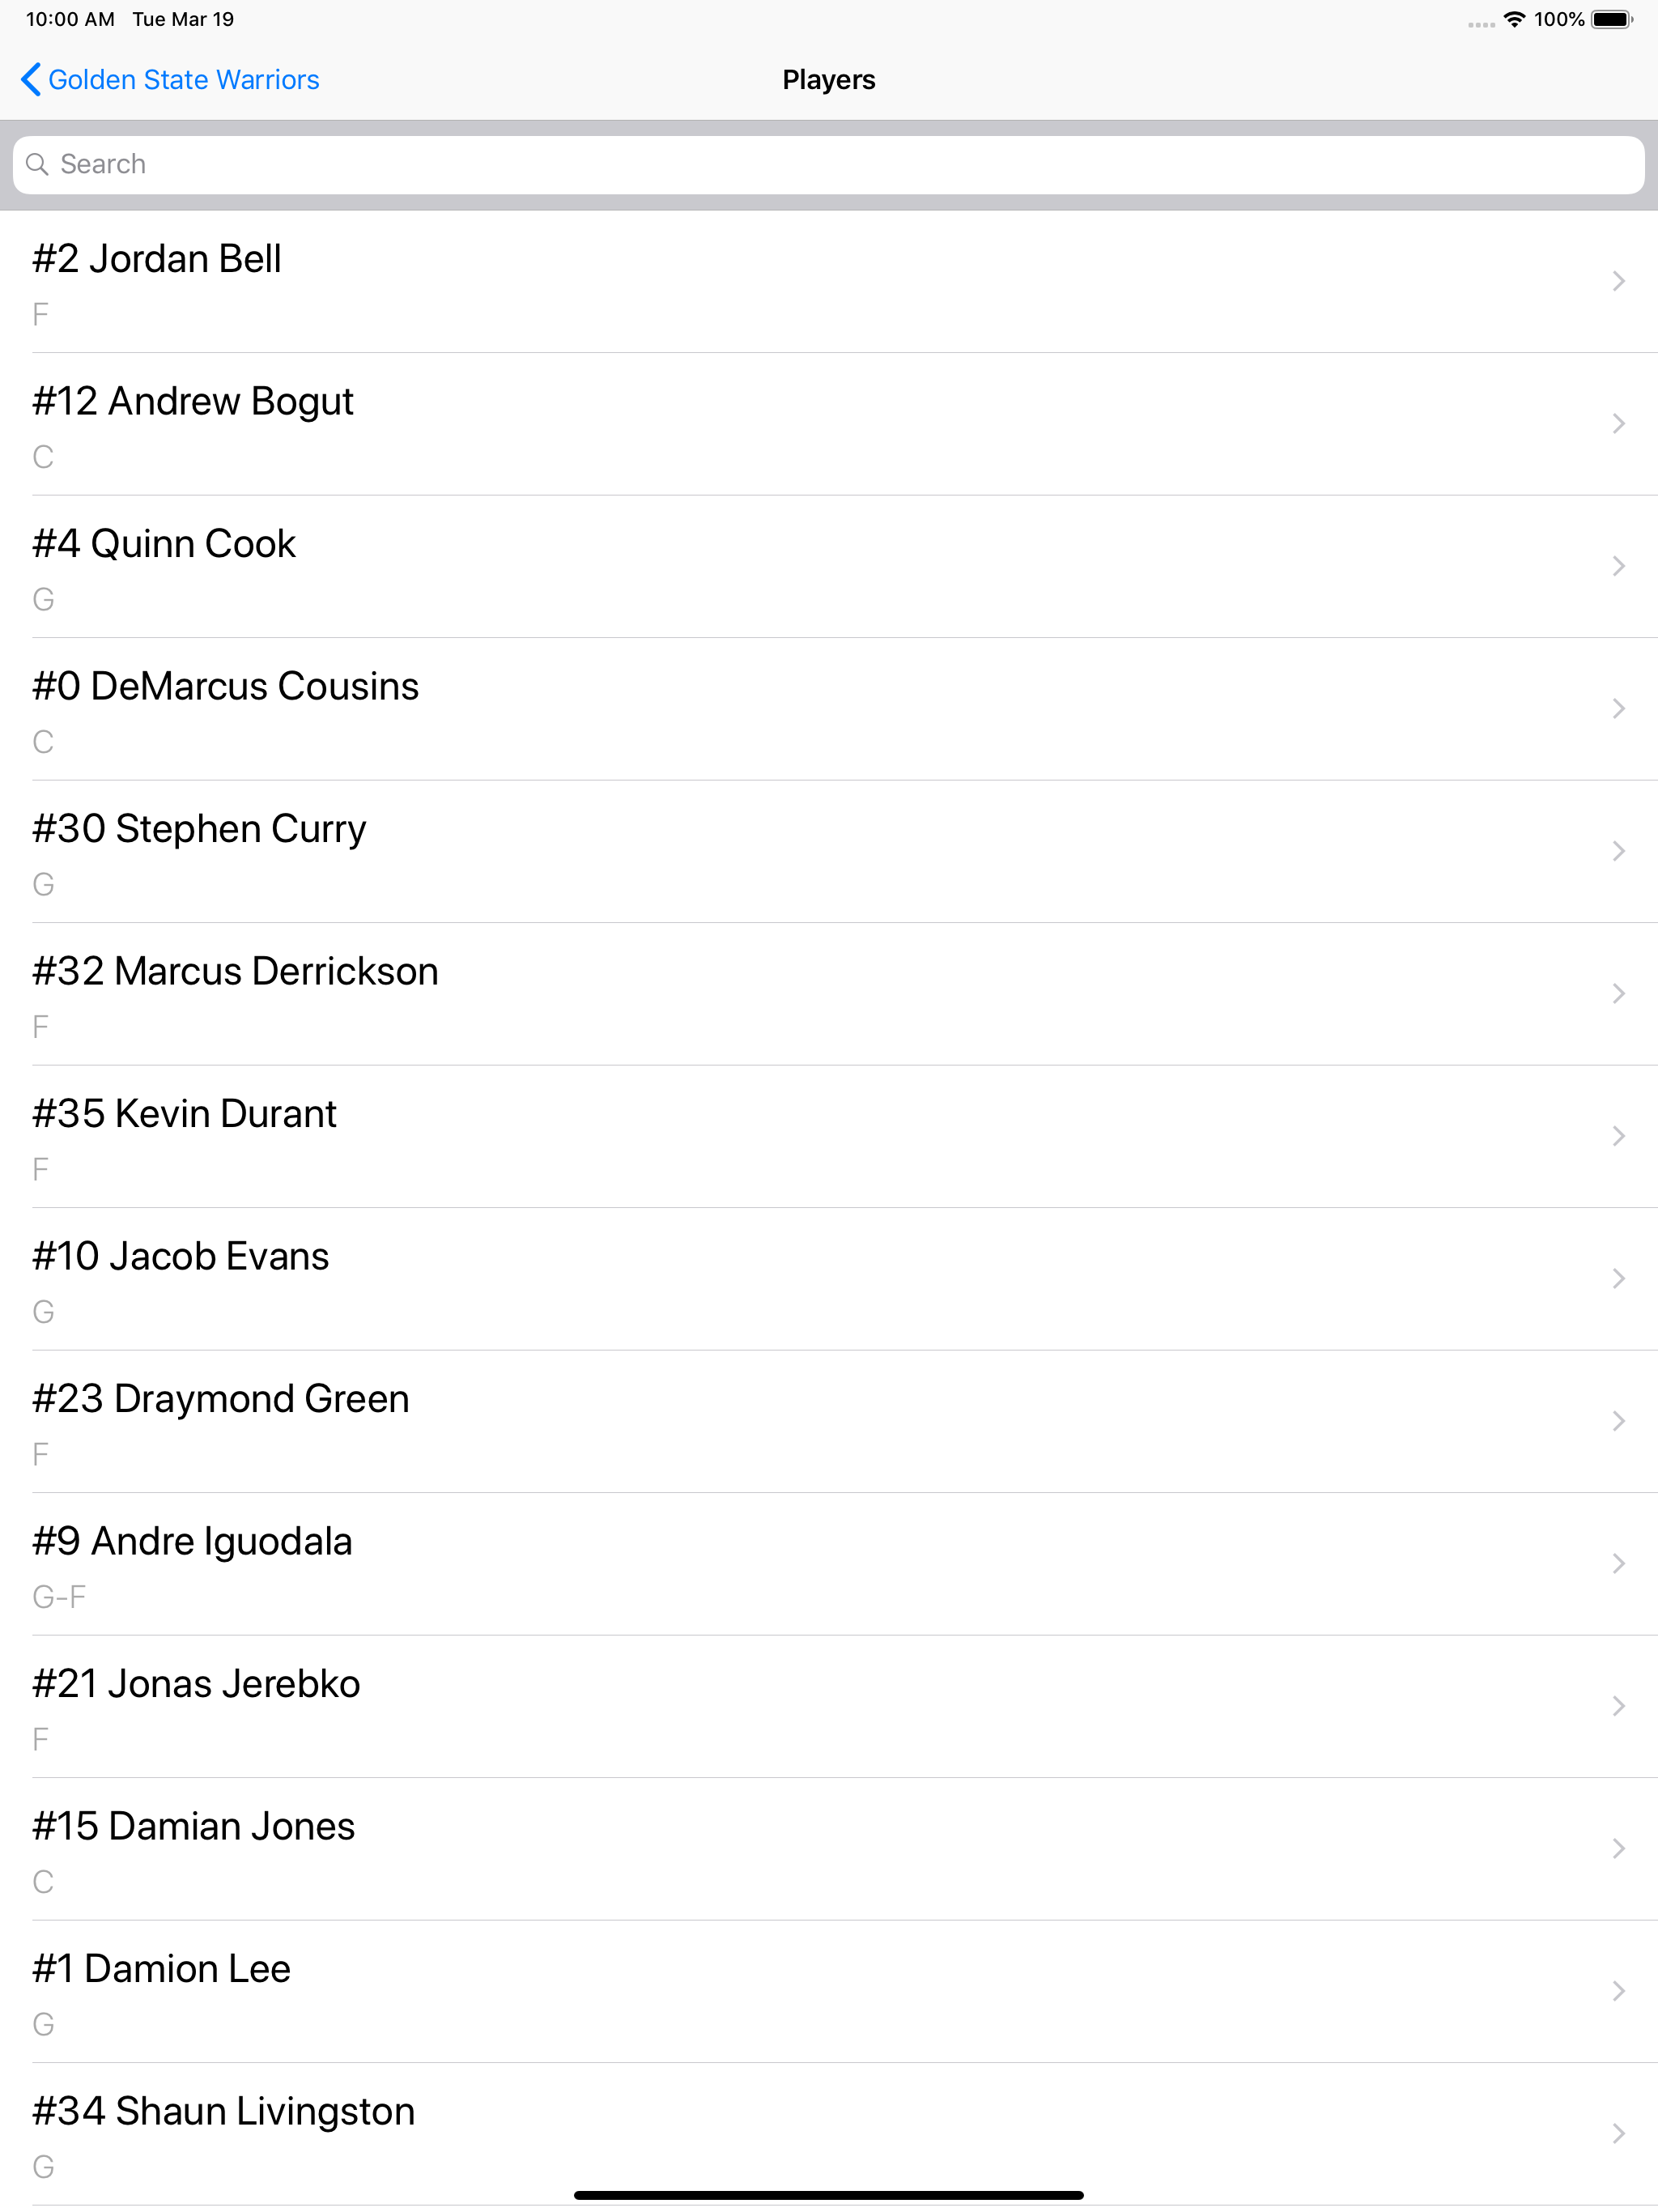 10:00 AM Tue Mar 19 100%
Golden State Warriors Players
Search
#2 Jordan Bell
F
#12 Andrew Bogut
C
#4 Quinn Cook
G
#0 DeMarcus Cousins
C
#30 Stephen Curry
G
#32 Marcus Derrickson
F
#35 Kevin Durant
F
#10 Jacob Evans
G
#23 Draymond Green
F
#9 Andre Iguodala
G-F
#21 Jonas Jerebko
F
#15 Damian Jones
C
#1 Damion Lee
G
#34 Shaun Livingston
G